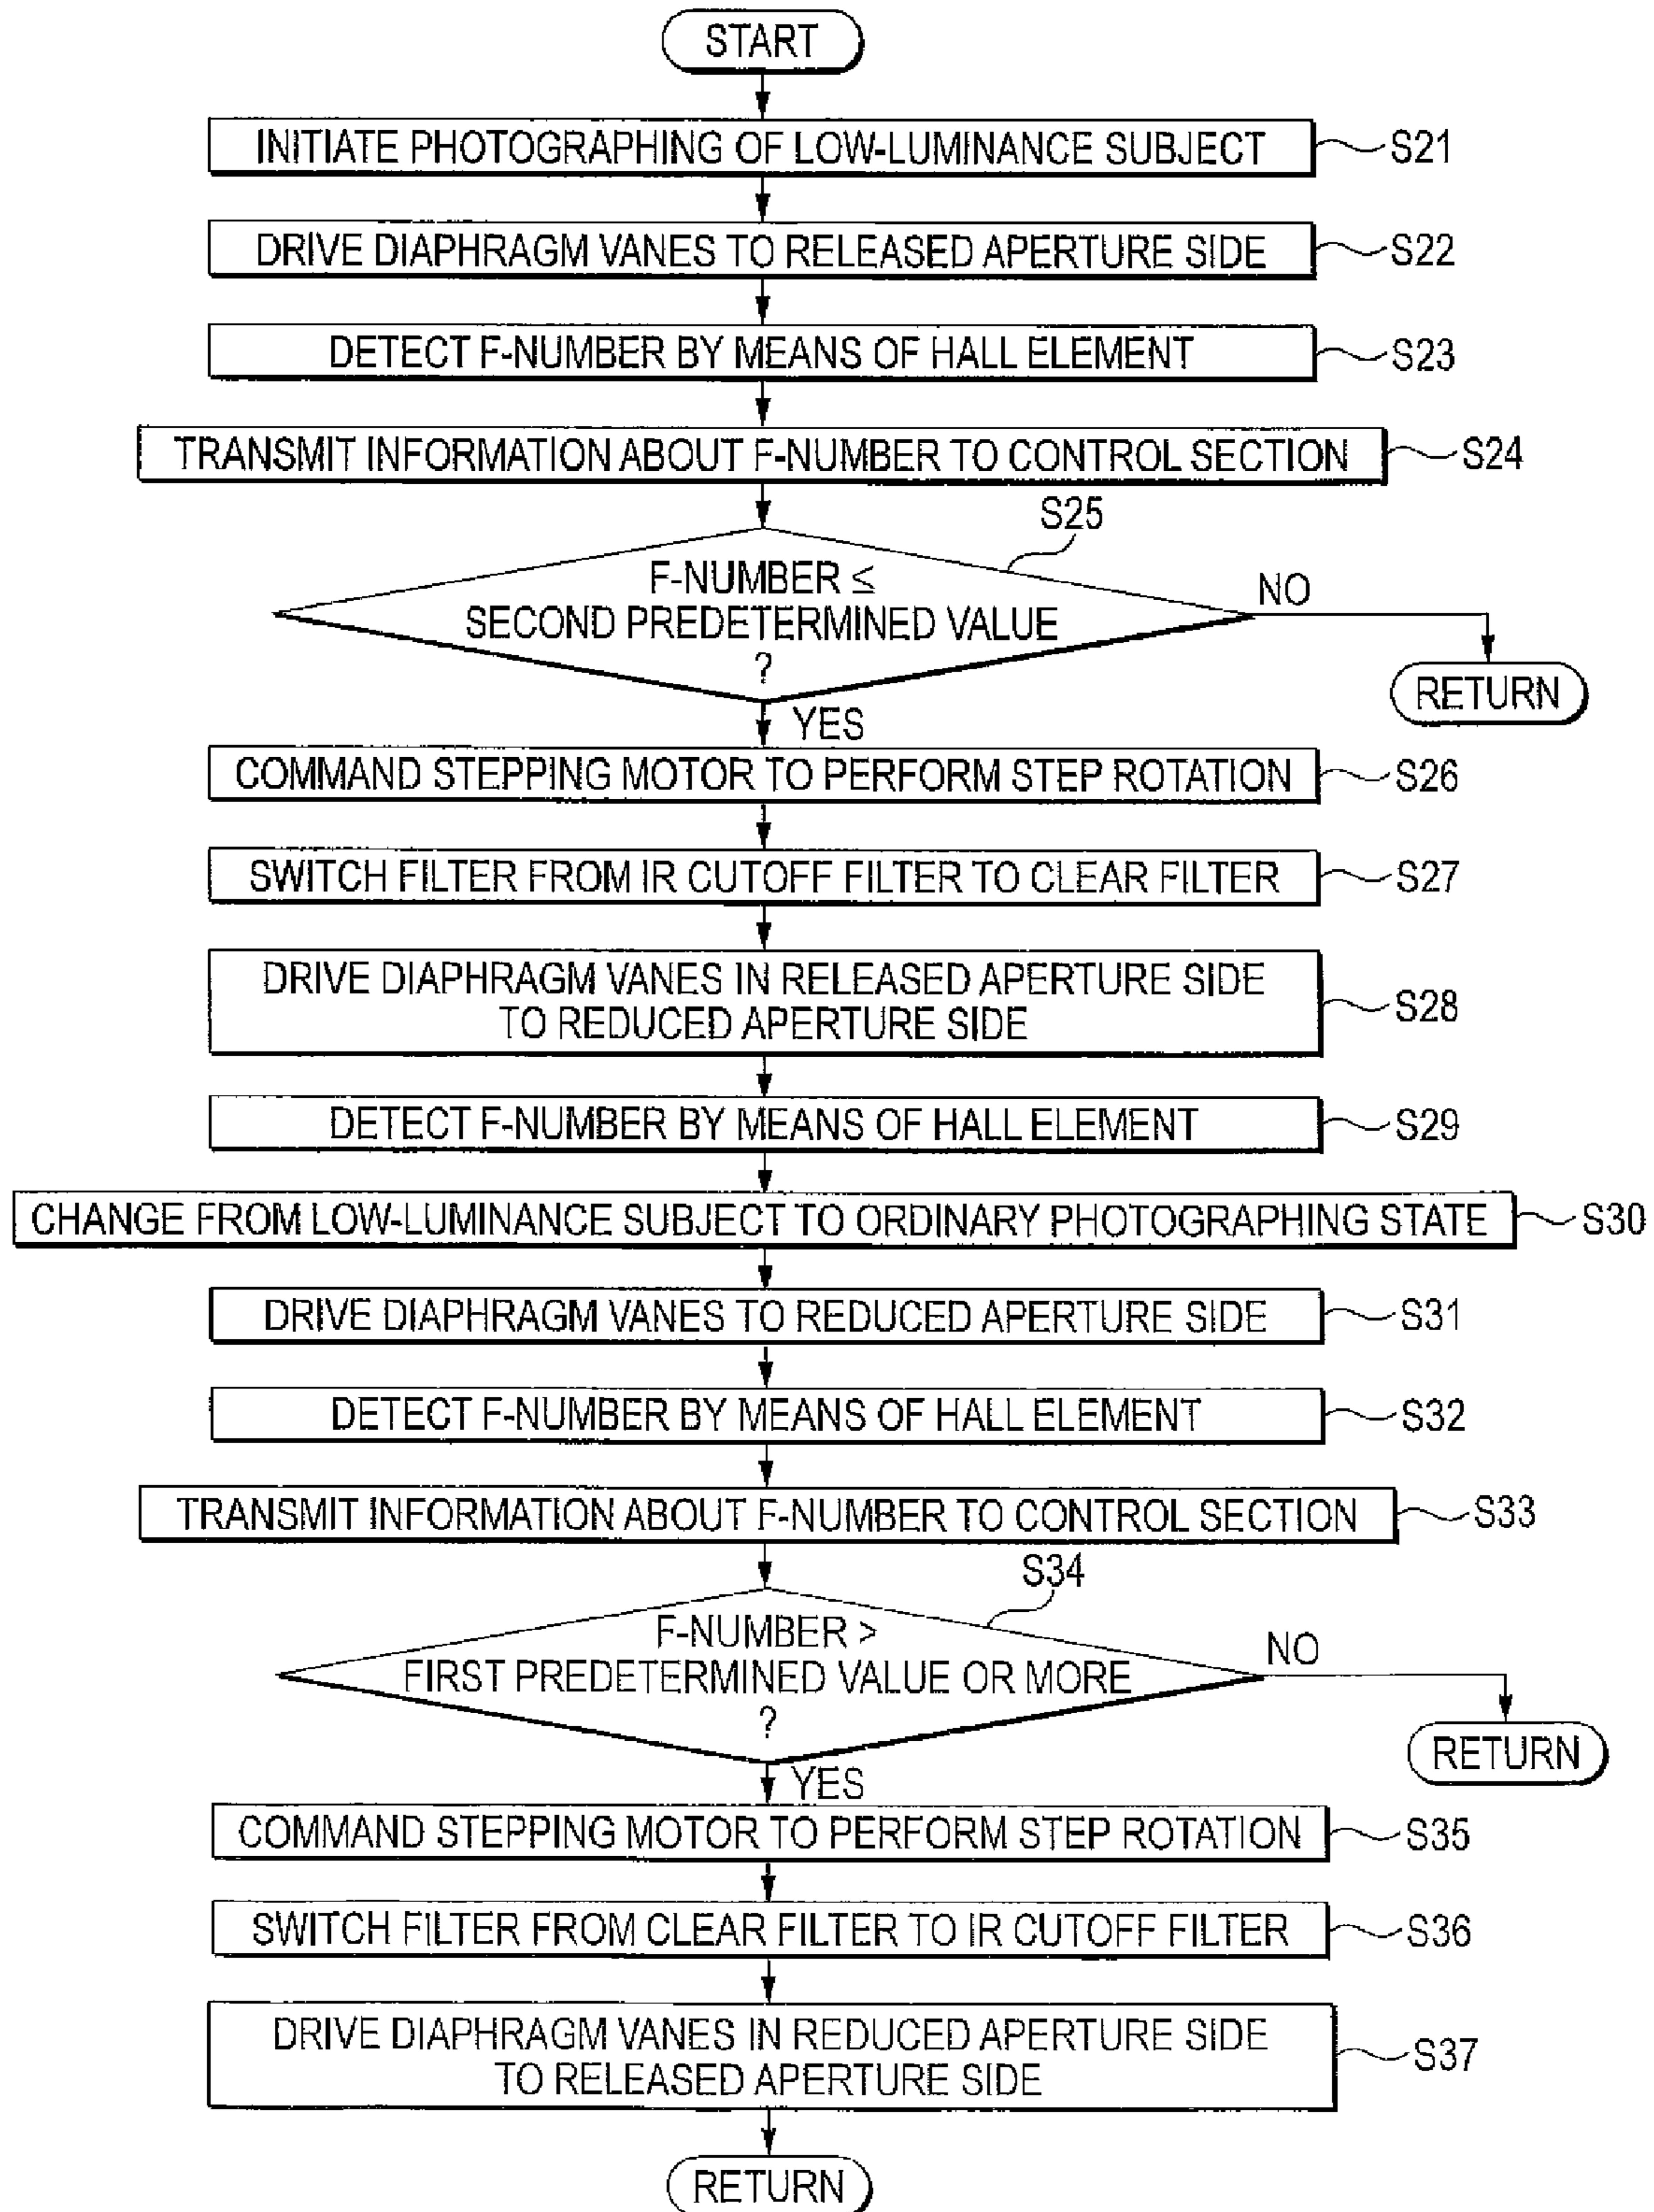 START
INITIATE PHOTOGRAPHING OF LOW-LUMINANCE SUBJECT
S21
DRIVE DIAPHRAGM VANES TO RELEASED APERTURE SIDE
S22
DETECT F-NUMBER BY MEANS OF HALL ELEMENT
S23
TRANSMIT INFORMATION ABOUT F-NUMBER TO CONTROL SECTION
S24
S25
F-NUMBER ≤
SECOND PREDETERMINED VALUE
?
NO
RETURN
YES
COMMAND STEPPING MOTOR TO PERFORM STEP ROTATION
S26
SWITCH FILTER FROM IR CUTOFF FILTER TO CLEAR FILTER
S27
DRIVE DIAPHRAGM VANES IN RELEASED APERTURE SIDE
TO REDUCED APERTURE SIDE
S28
DETECT F-NUMBER BY MEANS OF HALL ELEMENT
S29
CHANGE FROM LOW-LUMINANCE SUBJECT TO ORDINARY PHOTOGRAPHING STATE
S30
DRIVE DIAPHRAGM VANES TO REDUCED APERTURE SIDE
S31
DETECT F-NUMBER BY MEANS OF HALL ELEMENT
S32
TRANSMIT INFORMATION ABOUT F-NUMBER TO CONTROL SECTION
S33
S34
F-NUMBER >
FIRST PREDETERMINED VALUE OR MORE
?
NO
RETURN
YES
COMMAND STEPPING MOTOR TO PERFORM STEP ROTATION
S35
SWITCH FILTER FROM CLEAR FILTER TO IR CUTOFF FILTER
S36
DRIVE DIAPHRAGM VANES IN REDUCED APERTURE SIDE
TO RELEASED APERTURE SIDE
S37
RETURN